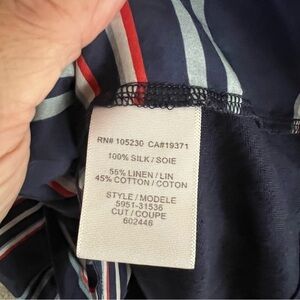 RN# 105230 CA#19371
100% SILK / SOIE
55% LINEN / LIN
45% COTTON / COTON
STYLE / MODELE
5951-31536
CUT / COUPE
602446